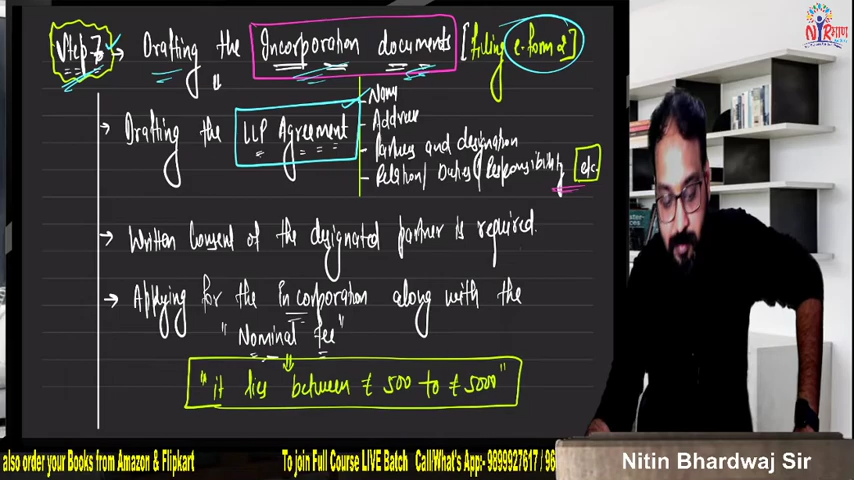 Step 3 → Drafting the Incorporation documents [filing e-form 2]
→ Drafting the LLP Agreement
- Name
- Address
- Partners and designation
- Relation/ Duties/ Responsibility etc.
→ Written Consent of the designated partner is required.
→ Applying for the Incorporation along with the
"Nominal Fee"
"it lies between ₹ 500 to ₹ 5000"
also order your Books from Amazon & Flipkart
To join Full Course LIVE Batch Call/What's App:- 9899927617 / 96
Nitin Bhardwaj Sir